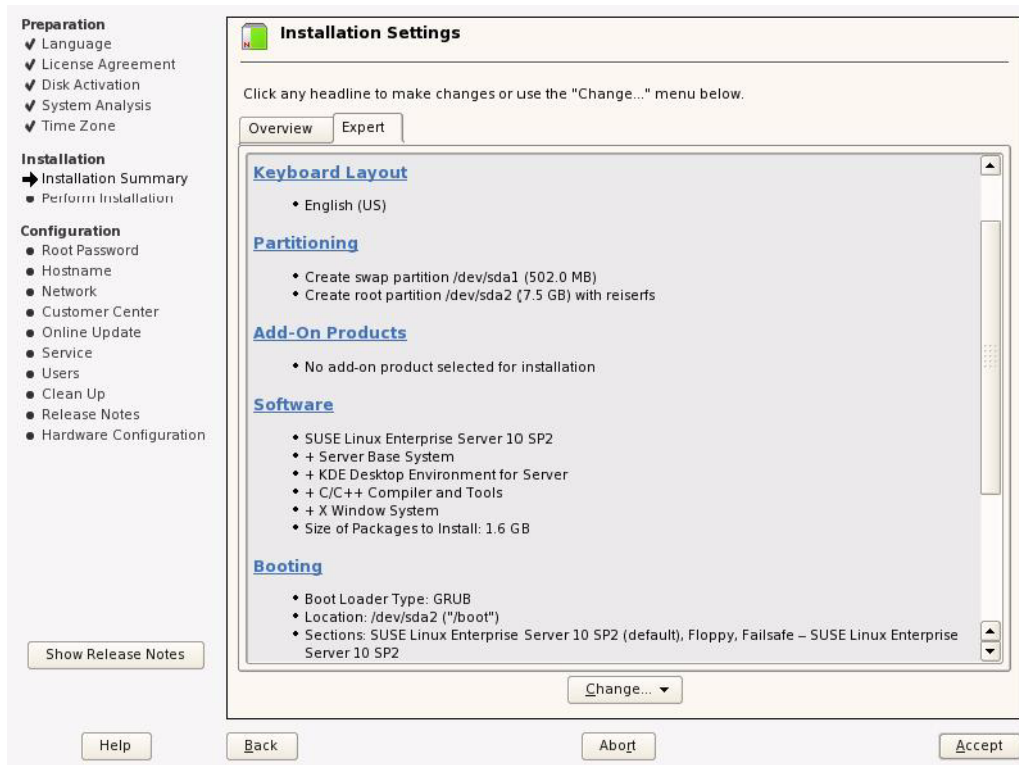 Preparation
Language
License Agreement
Disk Activation
System Analysis
Time Zone
Installation
Installation Summary
Perform Installation
Configuration
Root Password
Hostname
Network
Customer Center
Online Update
Service
Users
Clean Up
Release Notes
Hardware Configuration
Show Release Notes
Help
N
Installation Settings
Click any headline to make changes or use the "Change..." menu below.
Overview
Expert
Keyboard Layout
• English (US)
Partitioning
• Create swap partition /dev/sda1 (502.0 MB)
• Create root partition /dev/sda2 (7.5 GB) with reiserfs
Add-On Products
• No add-on product selected for installation
Software
• SUSE Linux Enterprise Server 10 SP2
• + Server Base System
• + KDE Desktop Environment for Server
• + C/C++ Compiler and Tools
• + X Window System
• Size of Packages to Install: 1.6 GB
Booting
• Boot Loader Type: GRUB
• Location: /dev/sda2 ("/boot")
• Sections: SUSE Linux Enterprise Server 10 SP2 (default), Floppy, Failsafe – SUSE Linux Enterprise
Server 10 SP2
Change...
Back
Abort
Accept